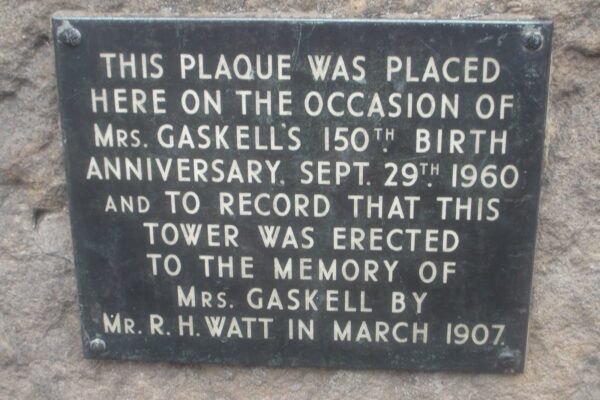 THIS PLAQUE WAS PLACED
HERE ON THE OCCASION OF
MRS. GASKELL'S 150TH. BIRTH
ANNIVERSARY, SEPT. 29TH. 1960
AND TO RECORD THAT THIS
TOWER WAS ERECTED
TO THE MEMORY OF
MRS. GASKELL BY
MR. R. H. WATT IN MARCH 1907.